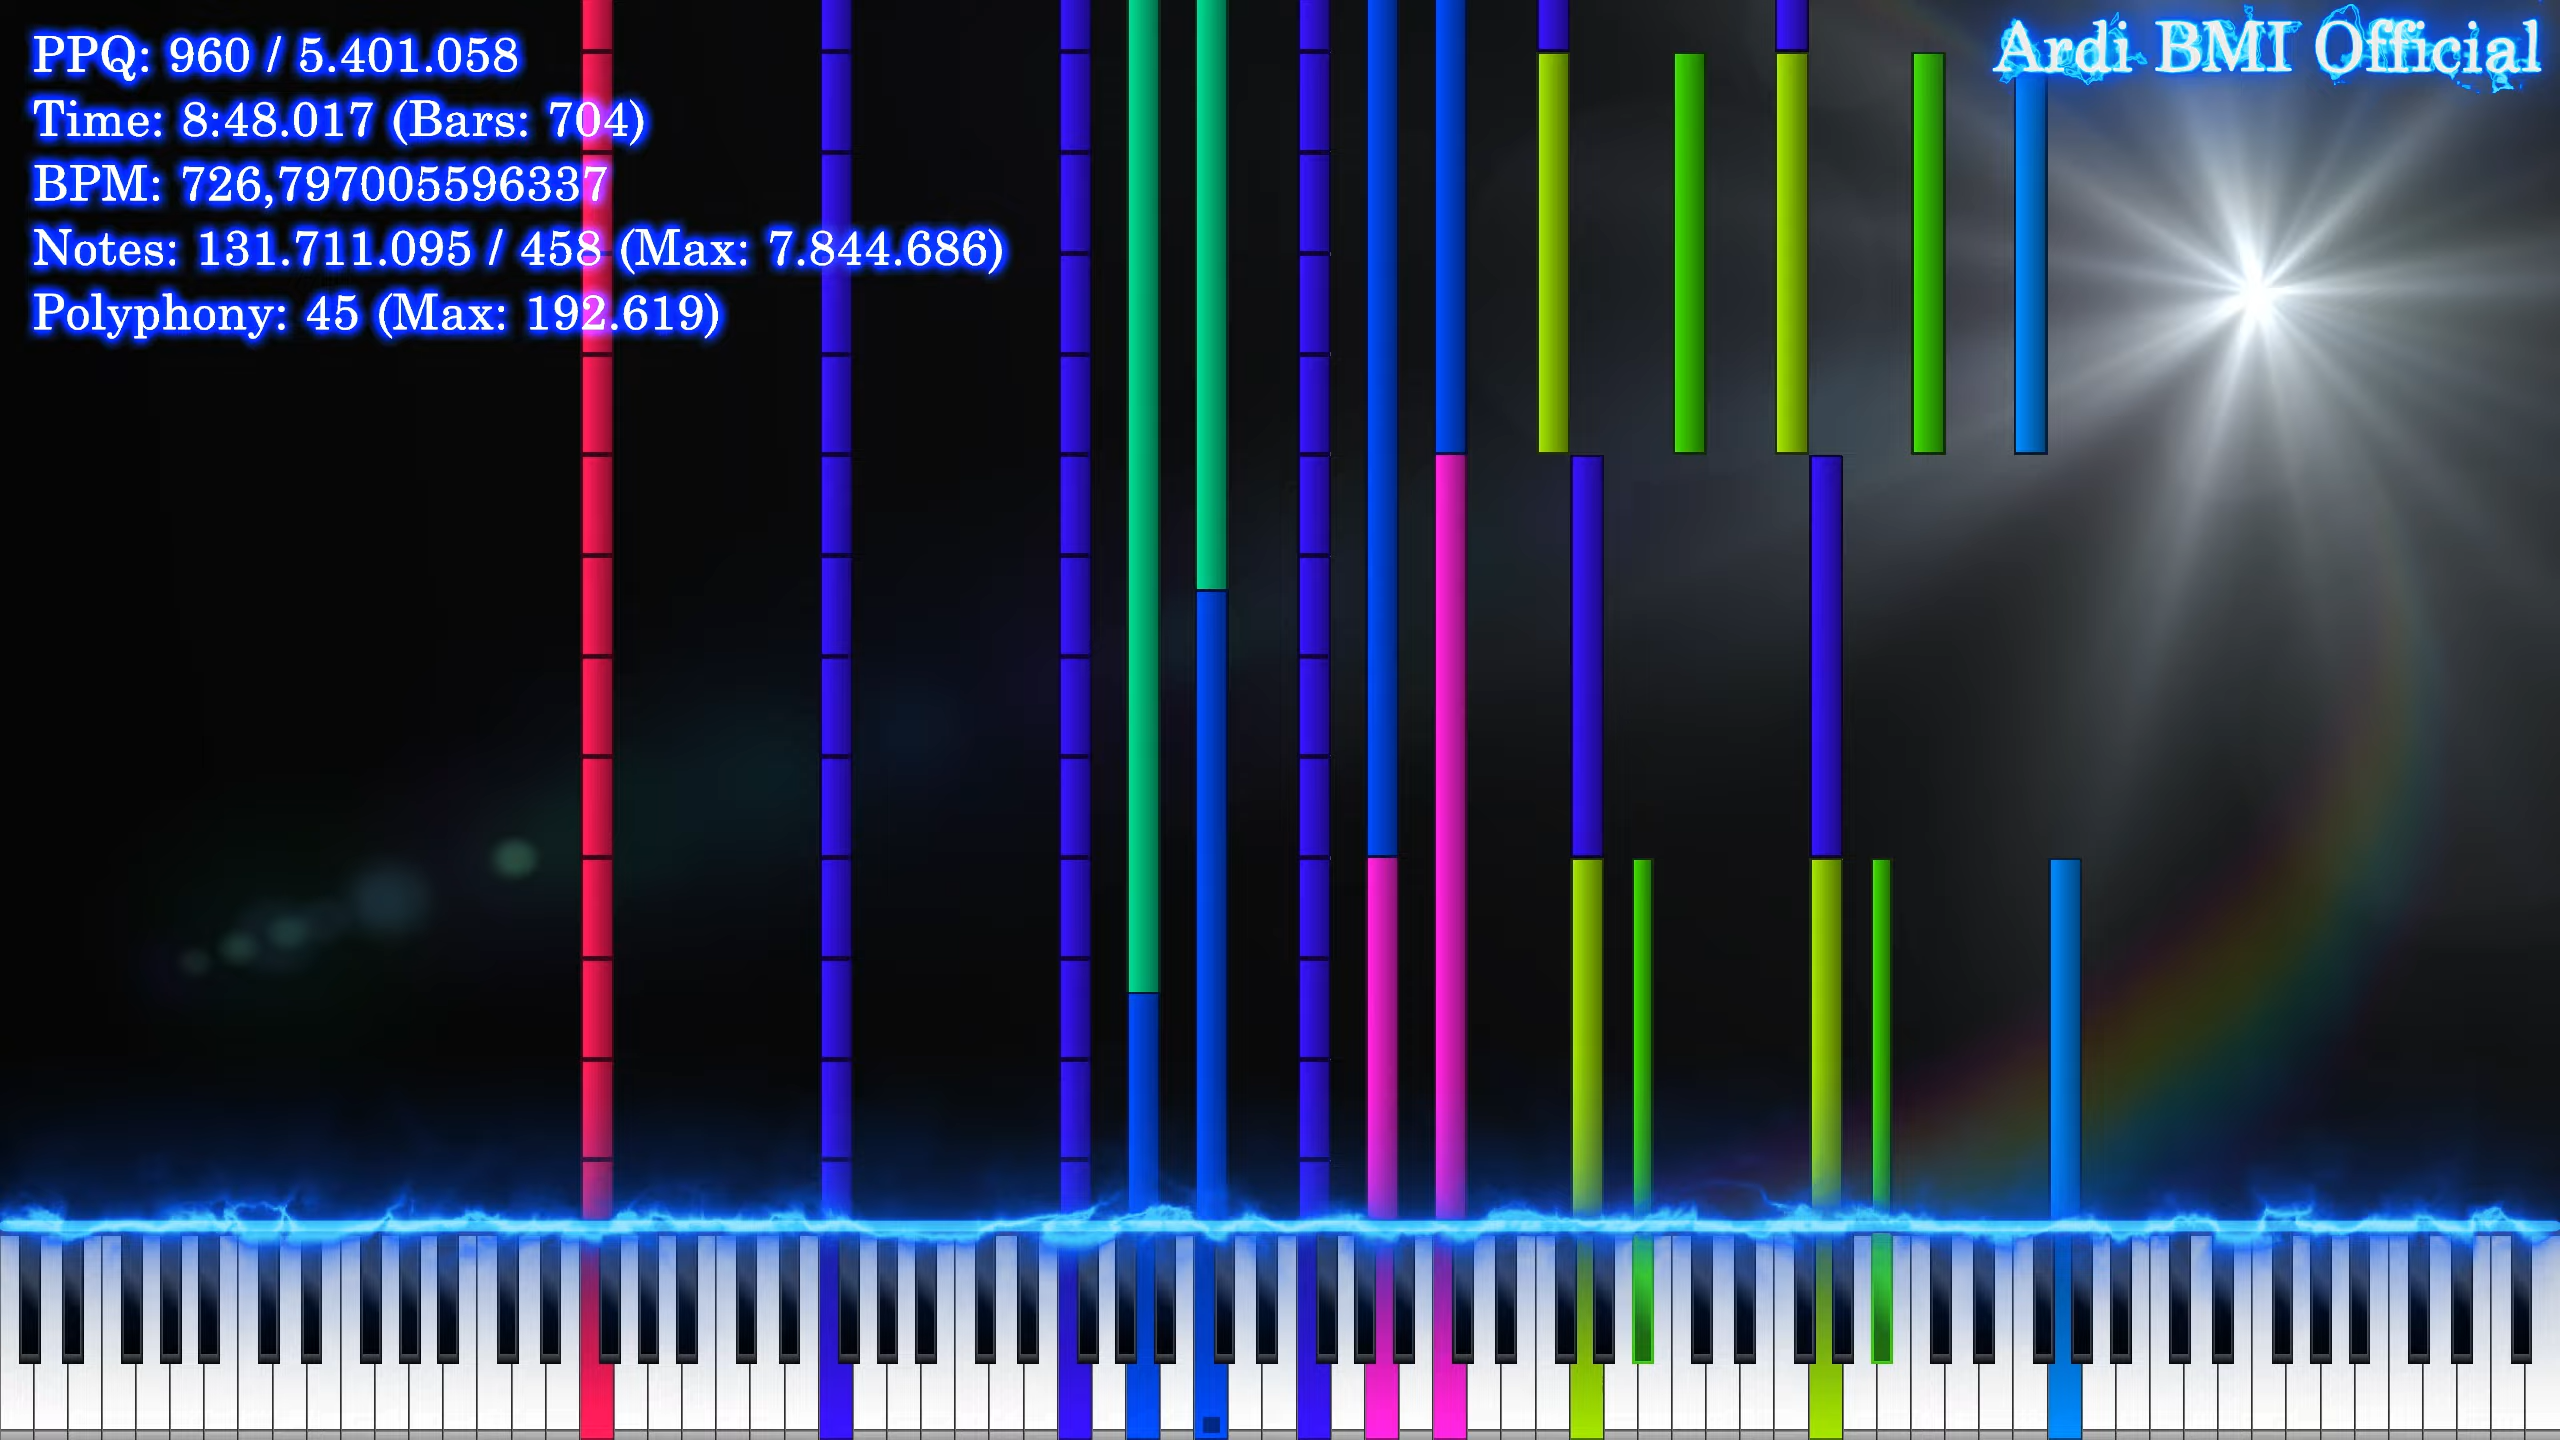 PPQ: 960 / 5.401.058
Time: 8:48.017 (Bars: 704)
BPM: 726,797005596337
Notes: 131.711.095 / 458 (Max: 7.844.686)
Polyphony: 45 (Max: 192.619)
Ardi BMI Official